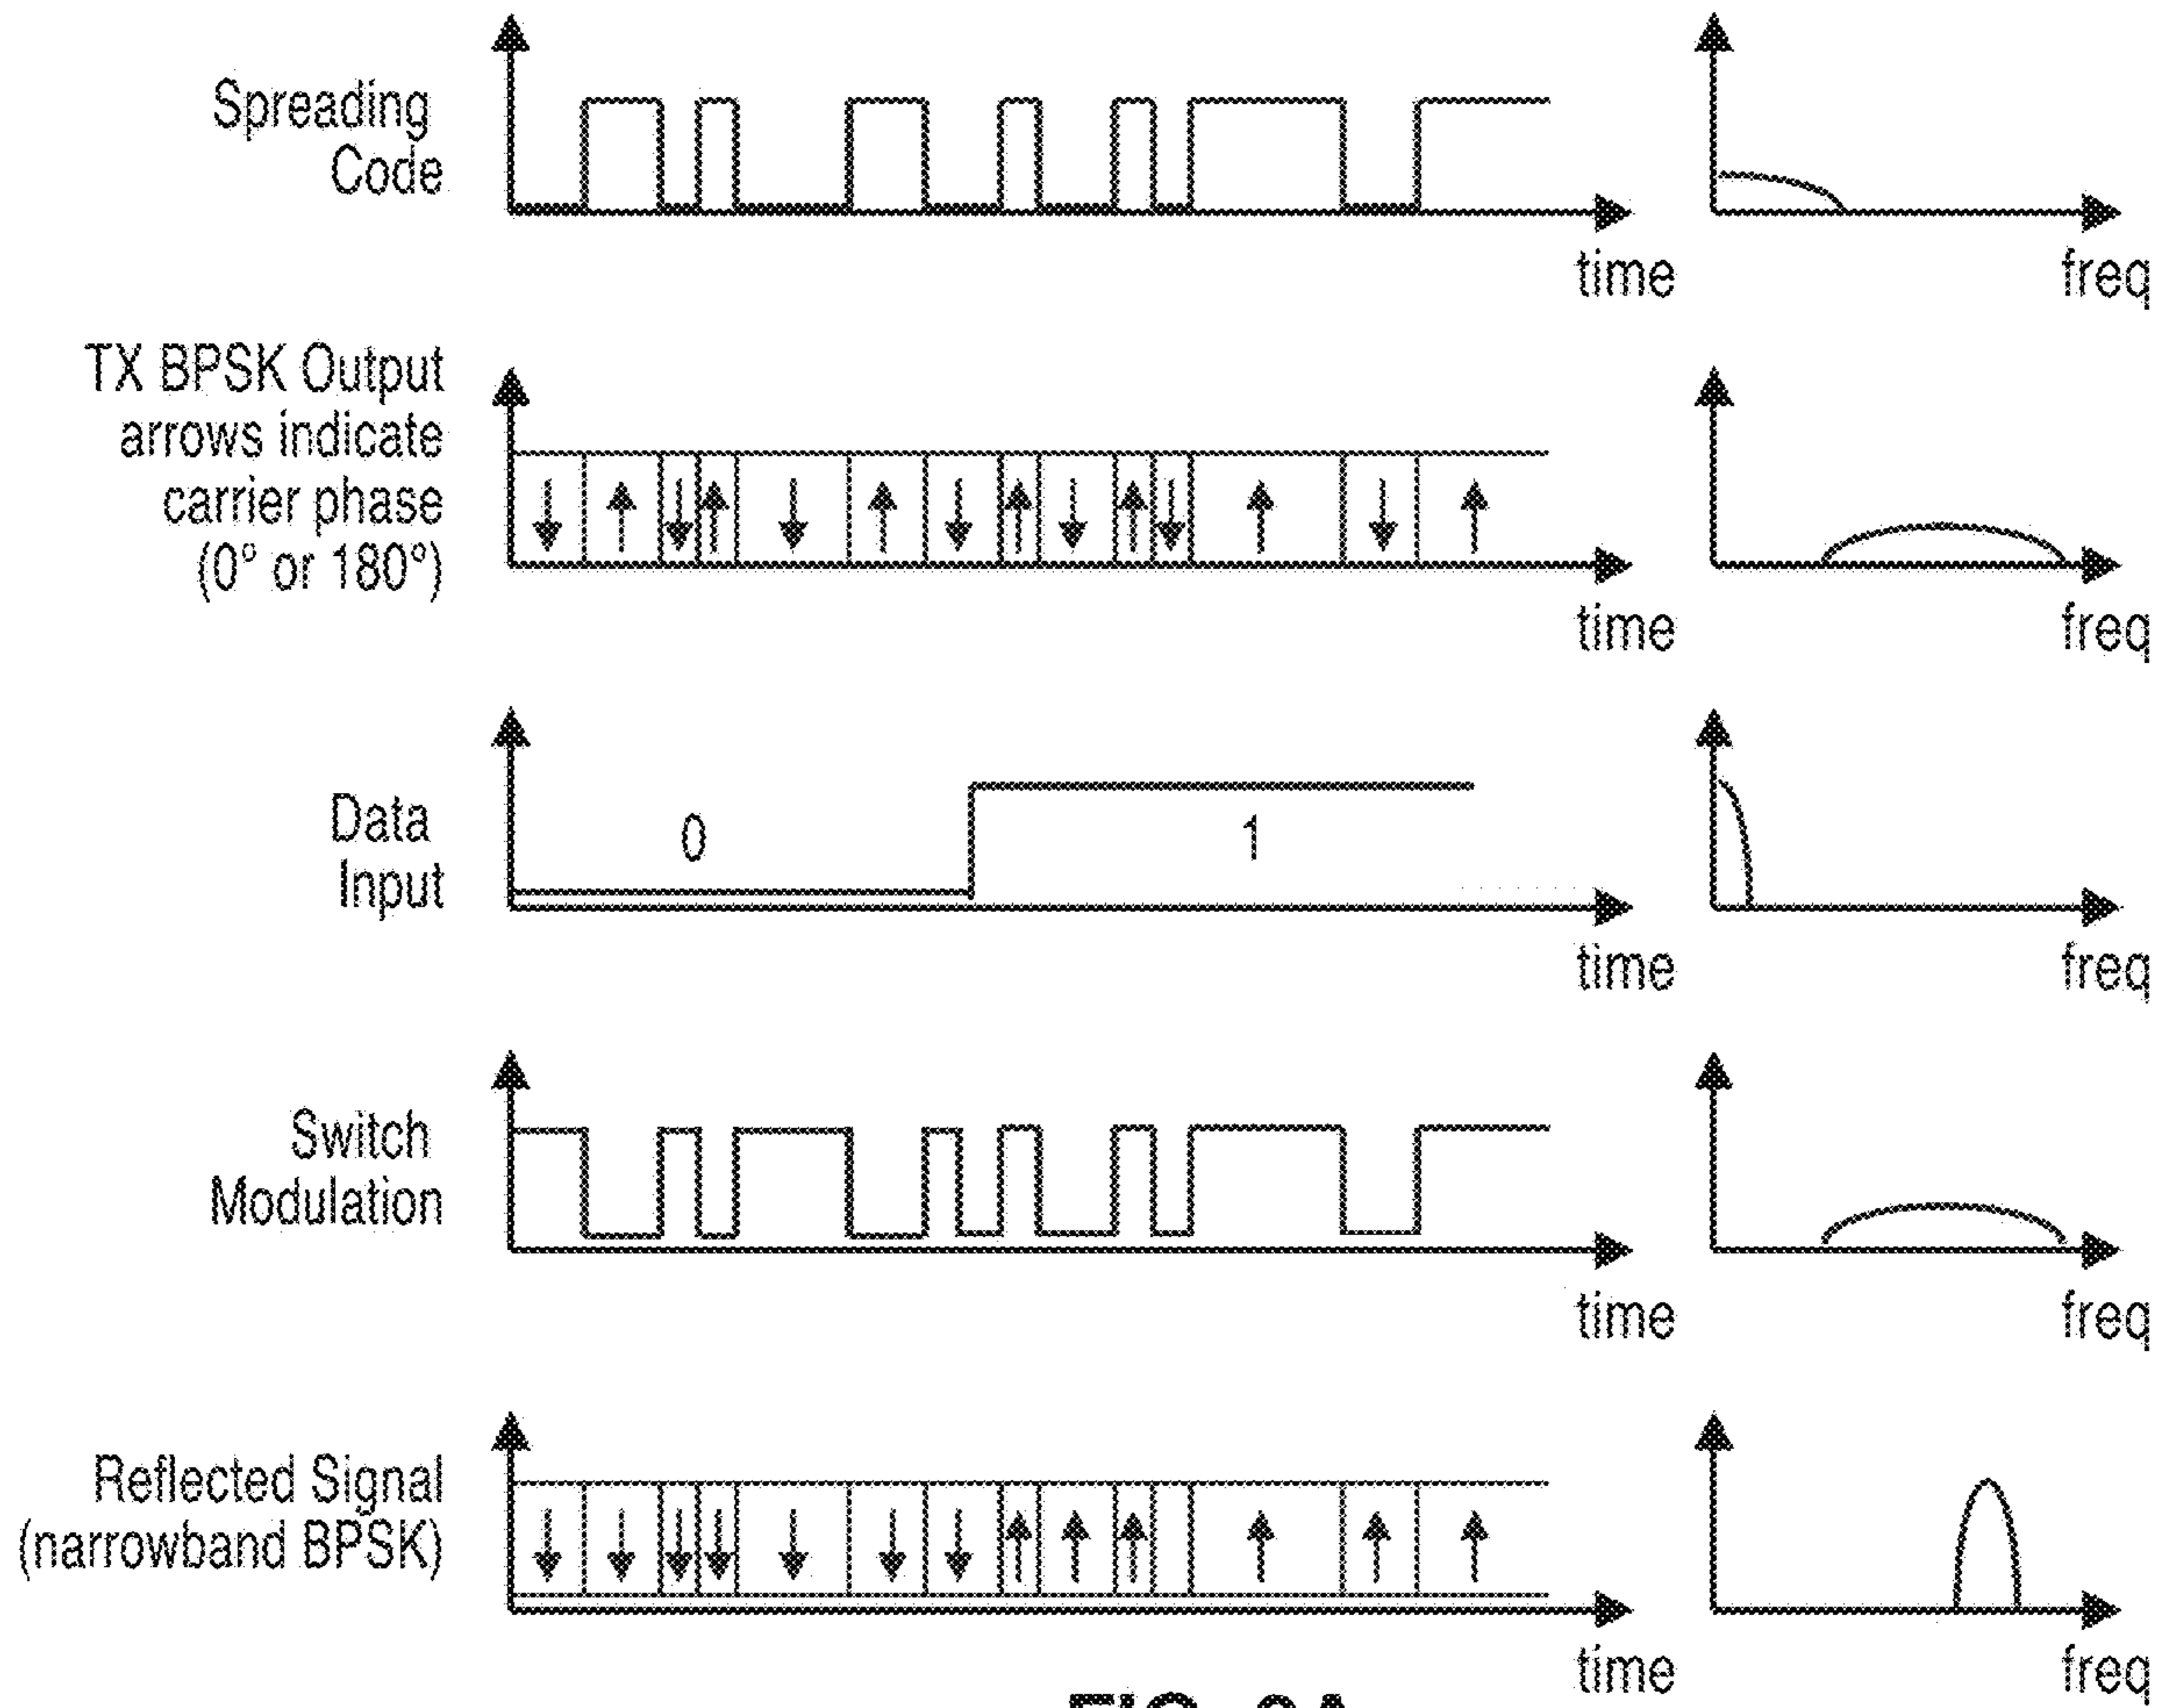 Spreading
Code
time
freq
TX BPSK Output
arrows indicate
carrier phase
(0° or 180°)
time
freq
Data
Input
0
1
time
freq
Switch
Modulation
time
freq
Reflected Signal
(narrowband BPSK)
time
freq